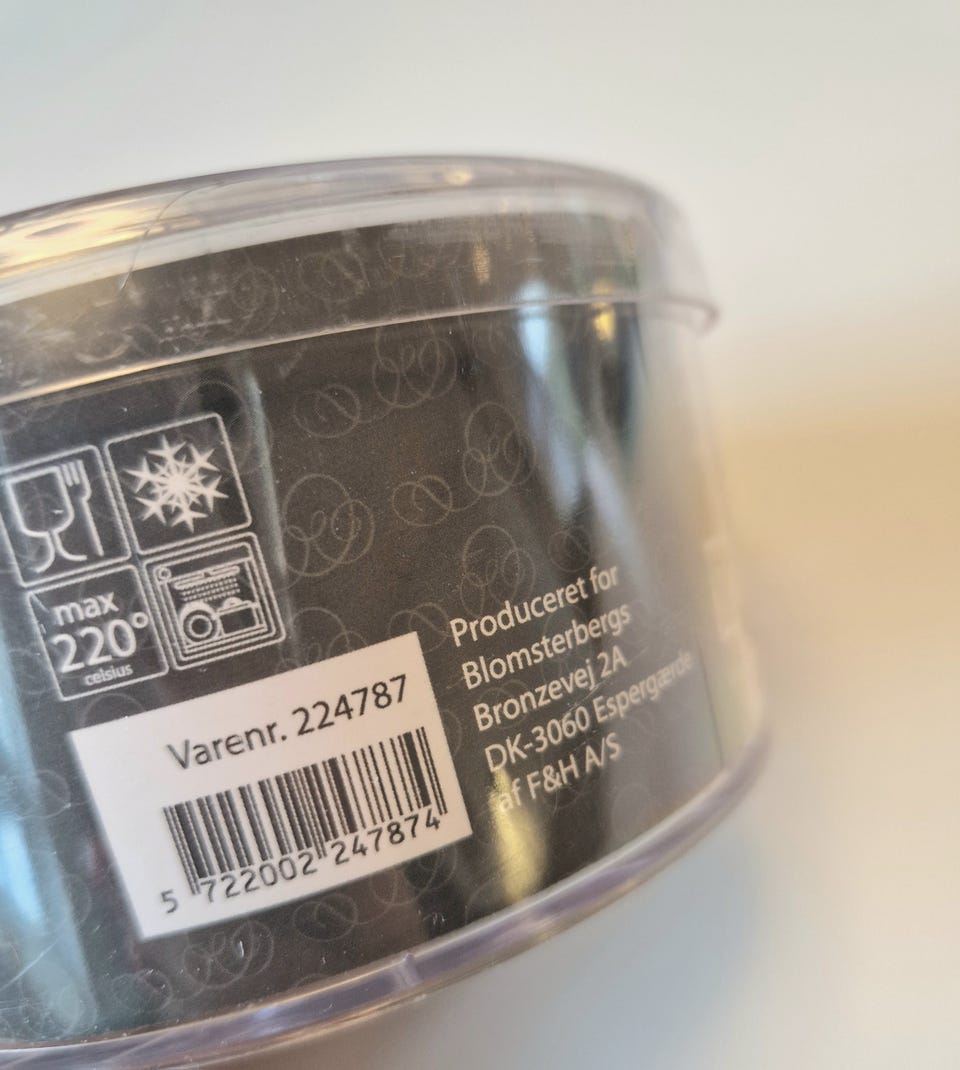 max
220°
celsius
Varenr. 224787
5 722002 247874
Produceret for
Blomsterbergs
Bronzevej 2A
DK-3060 Espergærde
af F&H A/S